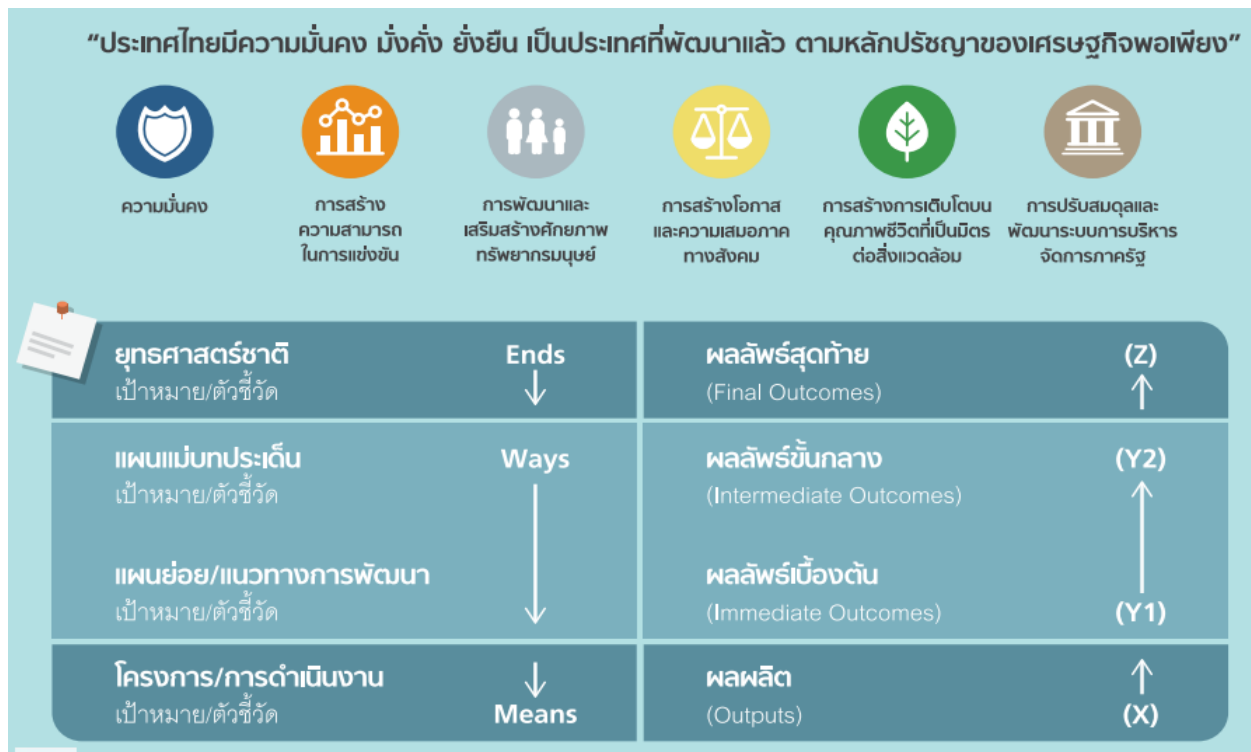 “ประเทศไทยมีความมั่นคง มั่งคั่ง ยั่งยืน เป็นประเทศที่พัฒนาแล้ว ตามหลักปรัชญาของเศรษฐกิจพอเพียง”
ความมั่นคง
การสร้าง
ความสามารถ
ในการแข่งขัน
การพัฒนาและ
เสริมสร้างศักยภาพ
ทรัพยากรมนุษย์
การสร้างโอกาส
และความเสมอภาค
ทางสังคม
การสร้างการเติบโตบน
คุณภาพชีวิตที่เป็นมิตร
ต่อสิ่งแวดล้อม
การปรับสมดุลและ
พัฒนาระบบการบริหาร
จัดการภาครัฐ
ยุทธศาสตร์ชาติ Ends ผลลัพธ์สุดท้าย (Z)
เป้าหมาย/ตัวชี้วัด (Final Outcomes)
แผนแม่บทประเด็น Ways ผลลัพธ์ขั้นกลาง (Y2)
เป้าหมาย/ตัวชี้วัด (Intermediate Outcomes)
แผนย่อย/แนวทางการพัฒนา ผลลัพธ์เบื้องต้น
เป้าหมาย/ตัวชี้วัด (Immediate Outcomes) (Y1)
โครงการ/การดำเนินงาน ผลผลิต
เป้าหมาย/ตัวชี้วัด Means (Outputs) (X)